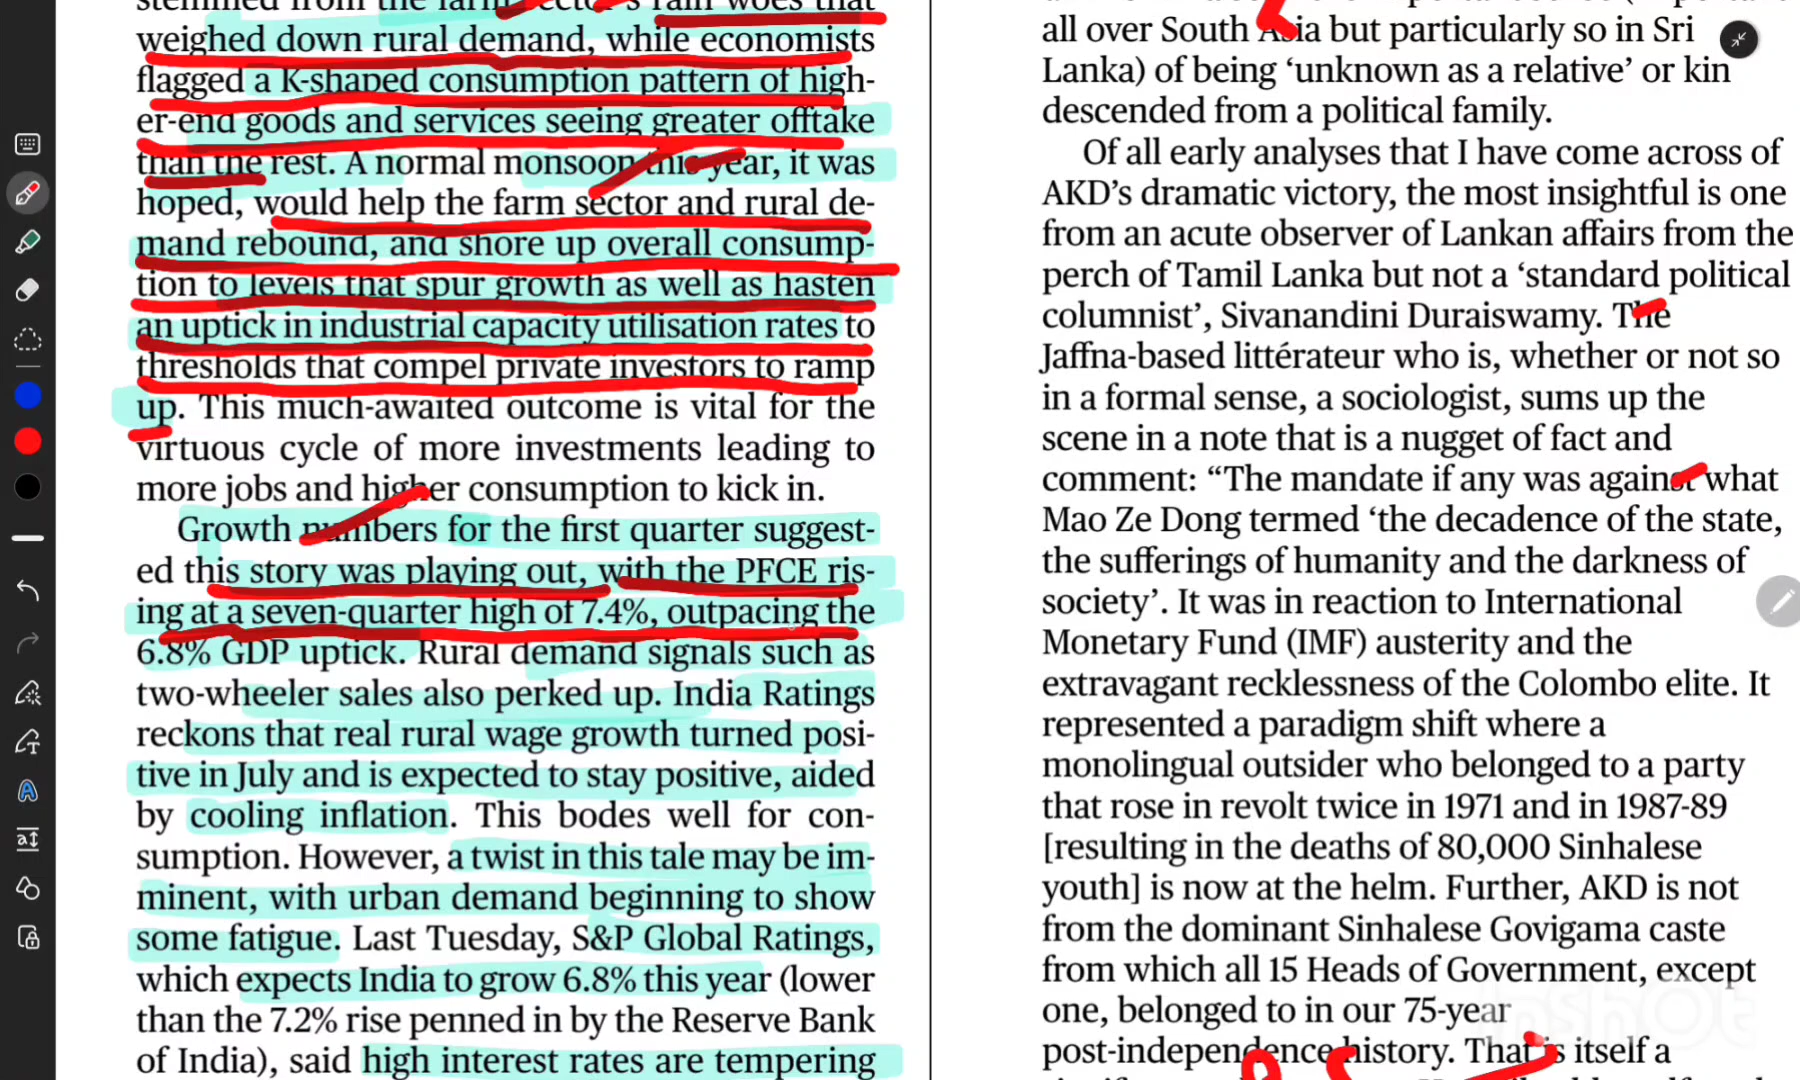 stemmed from the farm sector's rain woes that
weighed down rural demand, while economists
flagged a K-shaped consumption pattern of high-
er-end goods and services seeing greater offtake
than the rest. A normal monsoon this year, it was
hoped, would help the farm sector and rural de-
mand rebound, and shore up overall consump-
tion to levels that spur growth as well as hasten
an uptick in industrial capacity utilisation rates to
thresholds that compel private investors to ramp
up. This much-awaited outcome is vital for the
virtuous cycle of more investments leading to
more jobs and higher consumption to kick in.
Growth numbers for the first quarter suggest-
ed this story was playing out, with the PFCE ris-
ing at a seven-quarter high of 7.4%, outpacing the
6.8% GDP uptick. Rural demand signals such as
two-wheeler sales also perked up. India Ratings
reckons that real rural wage growth turned posi-
tive in July and is expected to stay positive, aided
by cooling inflation. This bodes well for con-
sumption. However, a twist in this tale may be im-
minent, with urban demand beginning to show
some fatigue. Last Tuesday, S&P Global Ratings,
which expects India to grow 6.8% this year (lower
than the 7.2% rise penned in by the Reserve Bank
of India), said high interest rates are tempering
all over South Asia but particularly so in Sri
Lanka) of being ‘unknown as a relative’ or kin
descended from a political family.
Of all early analyses that I have come across of
AKD’s dramatic victory, the most insightful is one
from an acute observer of Lankan affairs from the
perch of Tamil Lanka but not a ‘standard political
columnist’, Sivanandini Duraiswamy. The
Jaffna-based littérateur who is, whether or not so
in a formal sense, a sociologist, sums up the
scene in a note that is a nugget of fact and
comment: “The mandate if any was against what
Mao Ze Dong termed ‘the decadence of the state,
the sufferings of humanity and the darkness of
society’. It was in reaction to International
Monetary Fund (IMF) austerity and the
extravagant recklessness of the Colombo elite. It
represented a paradigm shift where a
monolingual outsider who belonged to a party
that rose in revolt twice in 1971 and in 1987-89
[resulting in the deaths of 80,000 Sinhalese
youth] is now at the helm. Further, AKD is not
from the dominant Sinhalese Govigama caste
from which all 15 Heads of Government, except
one, belonged to in our 75-year
post-independence history. That is itself a
InShOt